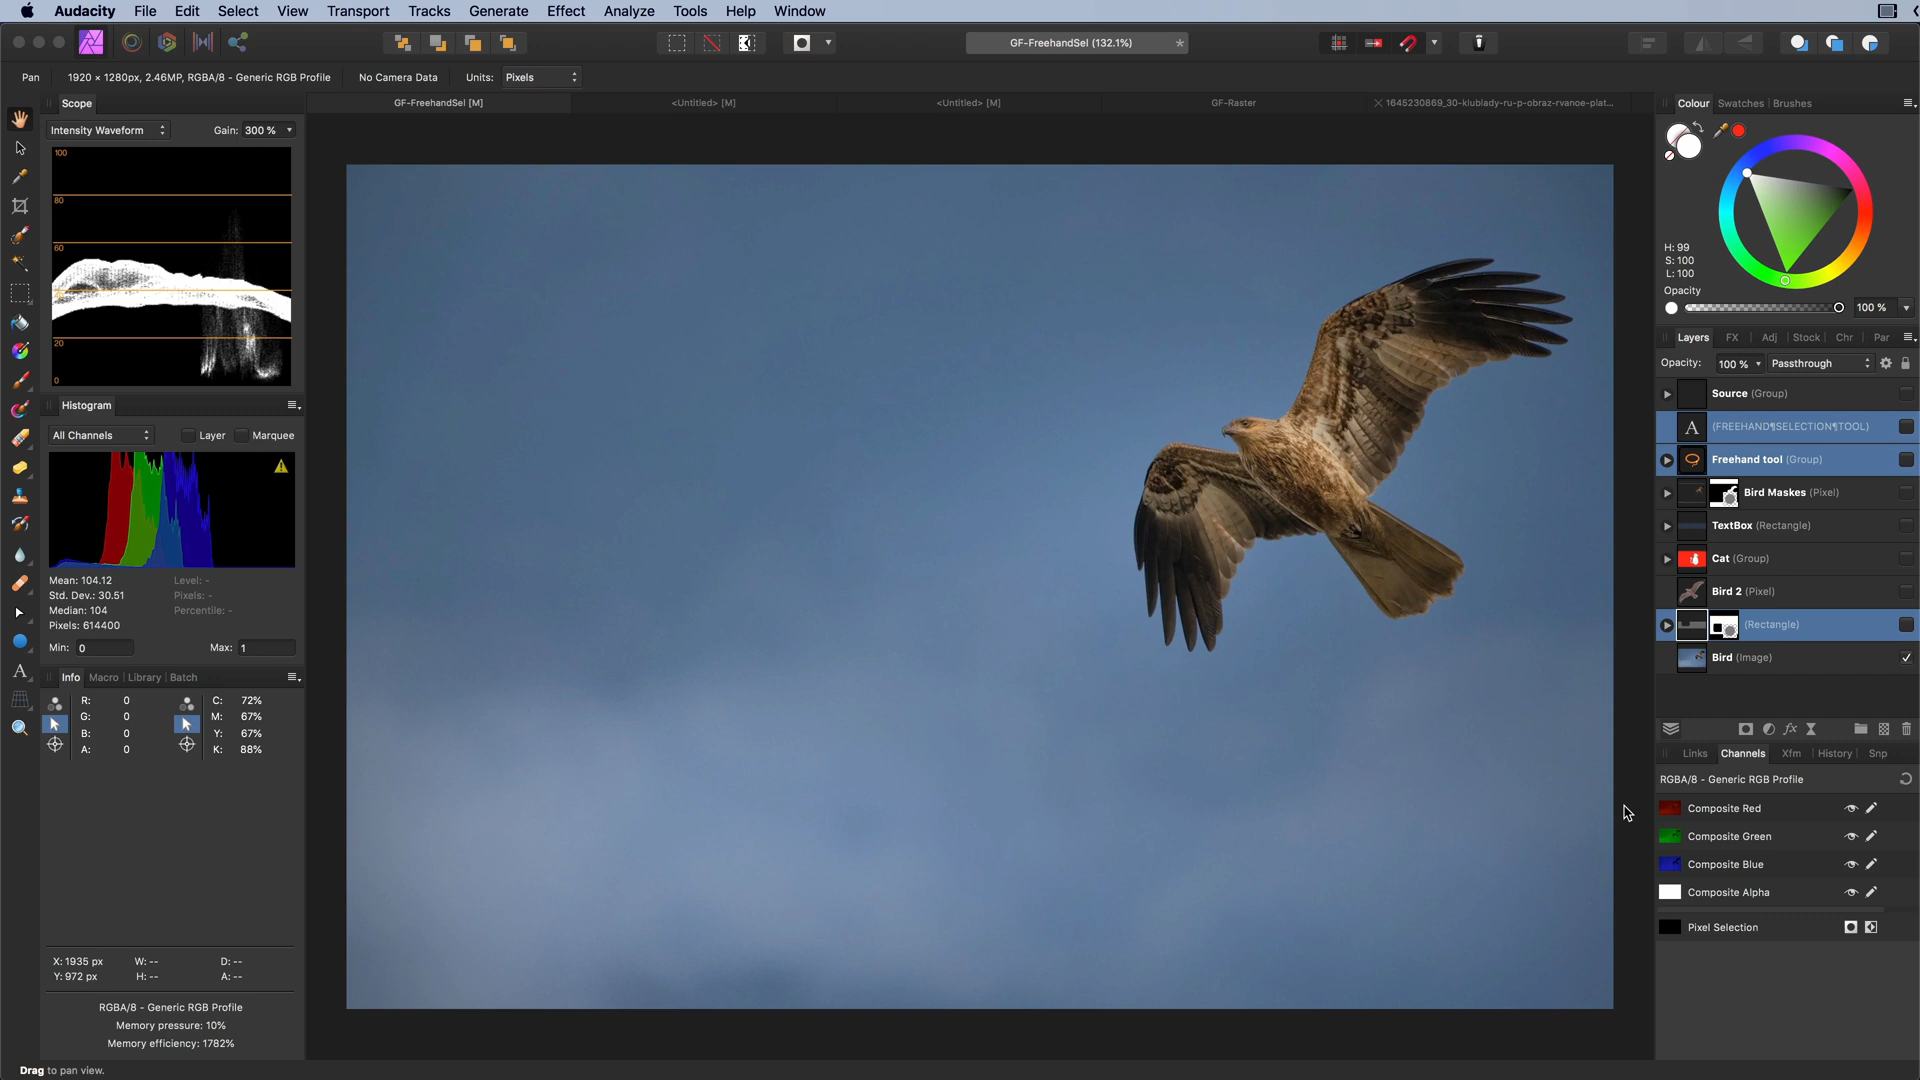 Audacity File Edit Select View Transport Tracks Generate Effect Analyze Tools Help Window
GF-FreehandSel (132.1%) *
Pan 1920 × 1280px, 2.46MP, RGBA/8 - Generic RGB Profile No Camera Data Units: Pixels
Scope
GF-FreehandSel [M] <Untitled> [M] <Untitled> [M] GF-Raster 1645230869_30-klublady-ru-p-obraz-rvanoe-plat...
Intensity Waveform Gain: 300 %
100
80
60
40
20
0
Histogram
All Channels Layer Marquee
Mean: 104.12 Level: -
Std. Dev.: 30.51 Pixels: -
Median: 104 Percentile: -
Pixels: 614400
Min: 0 Max: 1
Info Macro Library Batch
R: 0 C: 72%
G: 0 M: 67%
B: 0 Y: 67%
A: 0 K: 88%
X: 1935 px W: -- D: --
Y: 972 px H: -- A: --
RGBA/8 - Generic RGB Profile
Memory pressure: 10%
Memory efficiency: 1782%
Drag to pan view.
Colour Swatches Brushes
H: 99
S: 100
L: 100
Opacity
100 %
Layers FX Adj Stock Chr Par
Opacity: 100 % Passthrough
Source (Group)
A (FREEHAND¶SELECTION¶TOOL)
Freehand tool (Group)
Bird Maskes (Pixel)
TextBox (Rectangle)
Cat (Group)
Bird 2 (Pixel)
(Rectangle)
Bird (Image)
Links Channels Xfm History Snp
RGBA/8 - Generic RGB Profile
Composite Red
Composite Green
Composite Blue
Composite Alpha
Pixel Selection